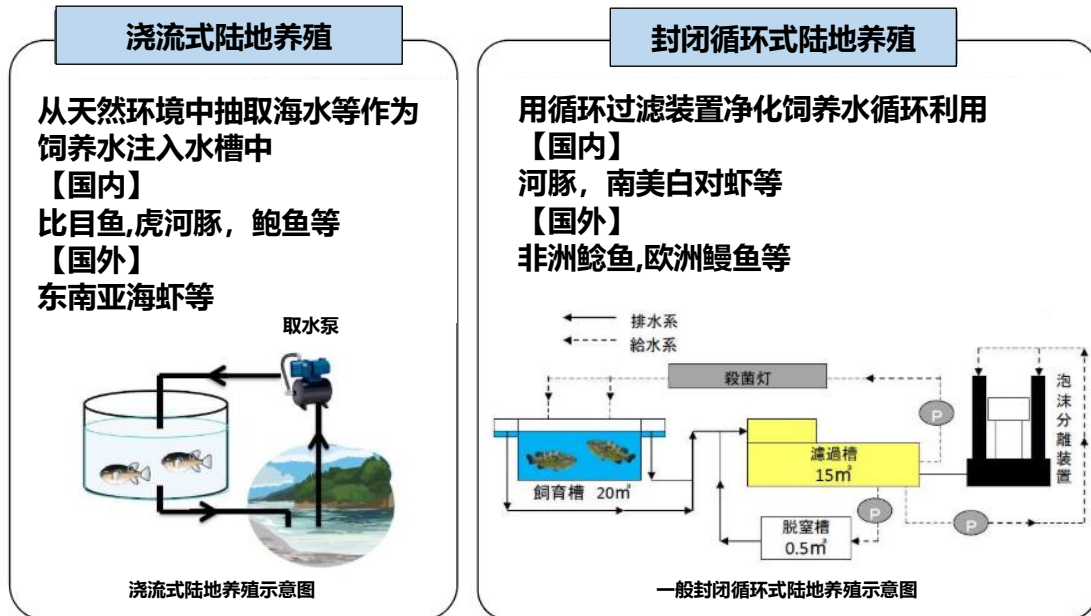 浇流式陆地养殖
从天然环境中抽取海水等作为
饲养水注入水槽中
【国内】
比目鱼,虎河豚，鲍鱼等
【国外】
东南亚海虾等
取水泵
浇流式陆地养殖示意图
封闭循环式陆地养殖
用循环过滤装置净化饲养水循环利用
【国内】
河豚，南美白对虾等
【国外】
非洲鲶鱼,欧洲鳗鱼等
排水系
給水系
殺菌灯
P
泡沫分離装置
濾過槽
15㎥
飼育槽 20㎥
P
P
脱窒槽
0.5㎥
一般封闭循环式陆地养殖示意图